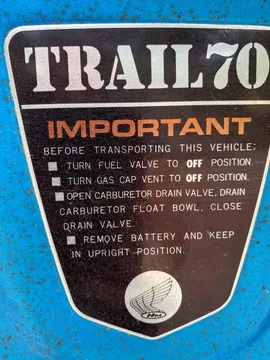 TRAIL70
IMPORTANT
BEFORE TRANSPORTING THIS VEHICLE;
TURN FUEL VALVE TO OFF POSITION.
TURN GAS CAP VENT TO OFF POSITION.
OPEN CARBURETOR DRAIN VALVE, DRAIN
CARBURETOR FLOAT BOWL, CLOSE
DRAIN VALVE.
REMOVE BATTERY AND KEEP
IN UPRIGHT POSITION.
HM